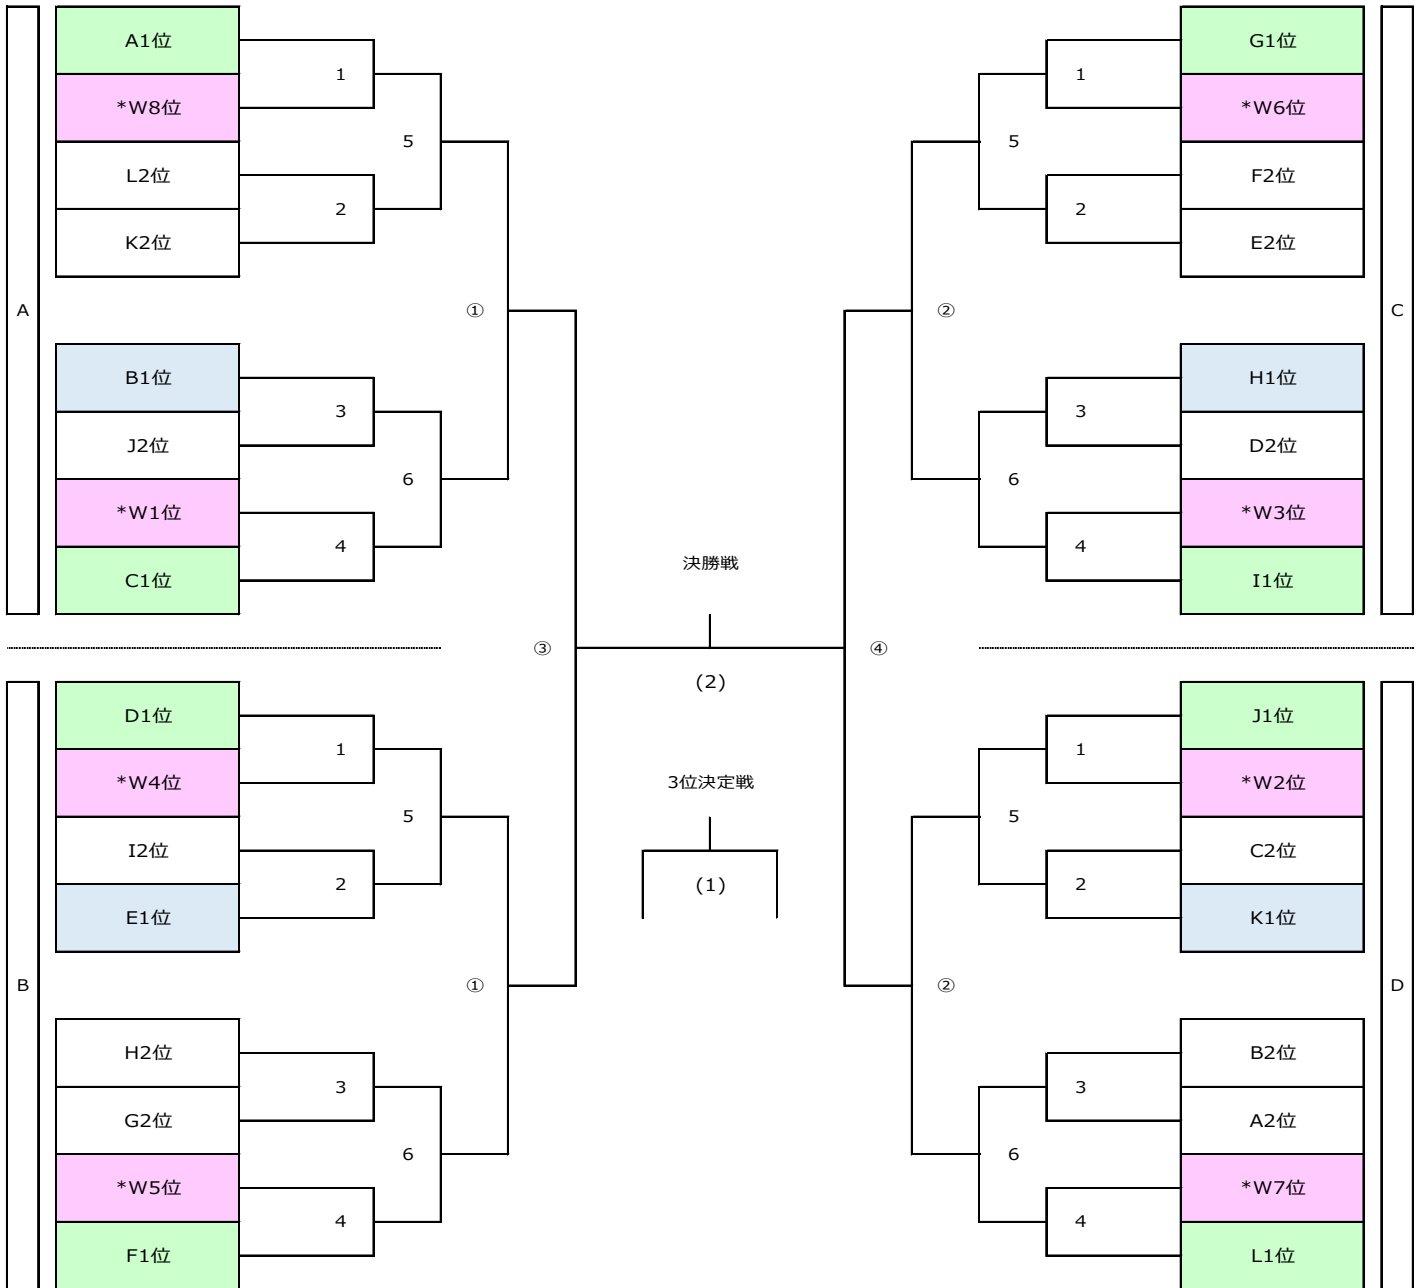 A
A1位
*W8位
L2位
K2位
B1位
J2位
*W1位
C1位
1
2
3
4
5
6
①
B
D1位
*W4位
I2位
E1位
H2位
G2位
*W5位
F1位
1
2
3
4
5
6
①
③
決勝戦
(2)
3位決定戦
(1)
④
②
5
6
1
2
3
4
G1位
*W6位
F2位
E2位
H1位
D2位
*W3位
I1位
C
②
5
6
1
2
3
4
J1位
*W2位
C2位
K1位
B2位
A2位
*W7位
L1位
D